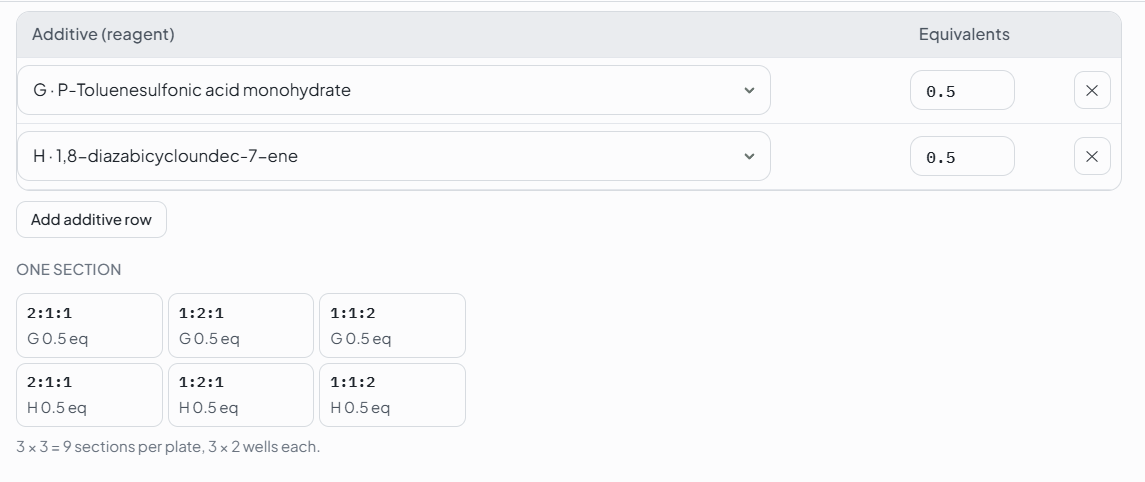 Additive (reagent) Equivalents
G · P-Toluenesulfonic acid monohydrate 0.5
H · 1,8-diazabicycloundec-7-ene 0.5
Add additive row
ONE SECTION
2:1:1 1:2:1 1:1:2
G 0.5 eq G 0.5 eq G 0.5 eq
2:1:1 1:2:1 1:1:2
H 0.5 eq H 0.5 eq H 0.5 eq
3 × 3 = 9 sections per plate, 3 × 2 wells each.